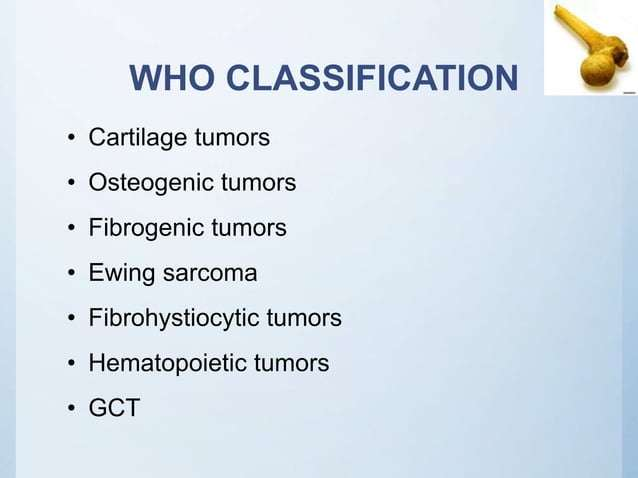 WHO CLASSIFICATION
• Cartilage tumors
• Osteogenic tumors
• Fibrogenic tumors
• Ewing sarcoma
• Fibrohystiocytic tumors
• Hematopoietic tumors
• GCT